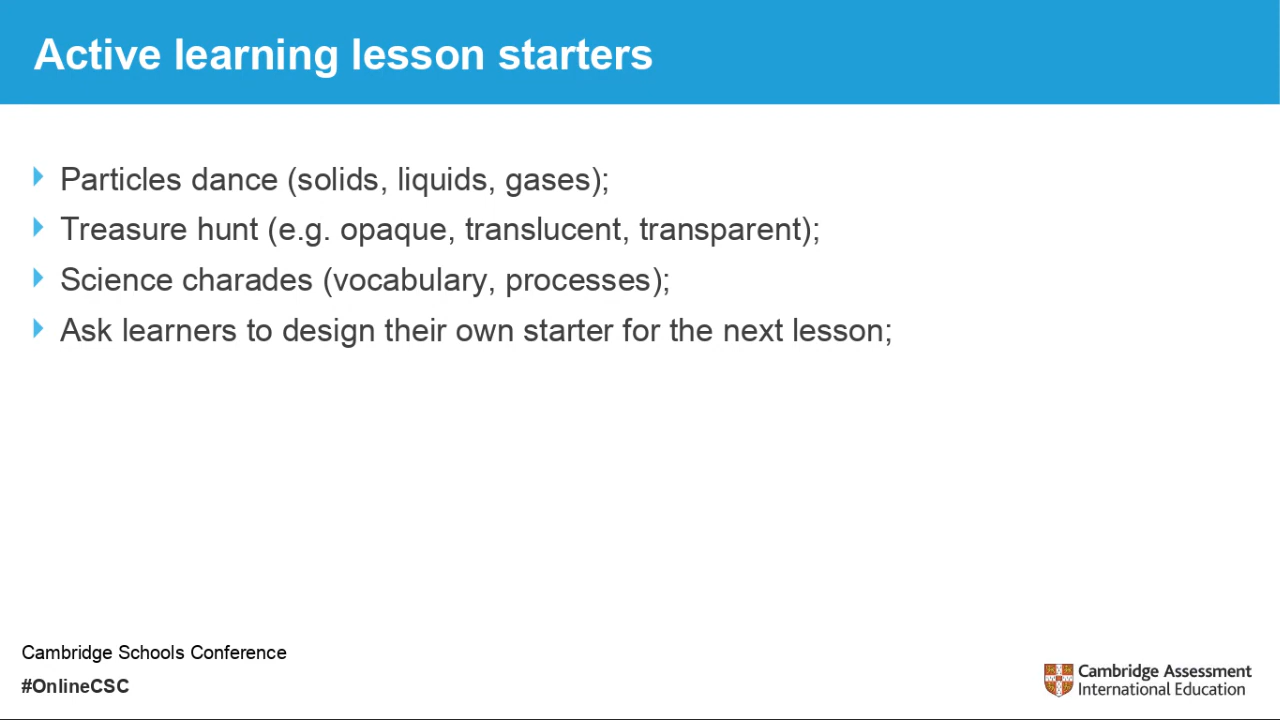 Active learning lesson starters
Particles dance (solids, liquids, gases);
Treasure hunt (e.g. opaque, translucent, transparent);
Science charades (vocabulary, processes);
Ask learners to design their own starter for the next lesson;
Cambridge Schools Conference
#OnlineCSC
Cambridge Assessment
International Education